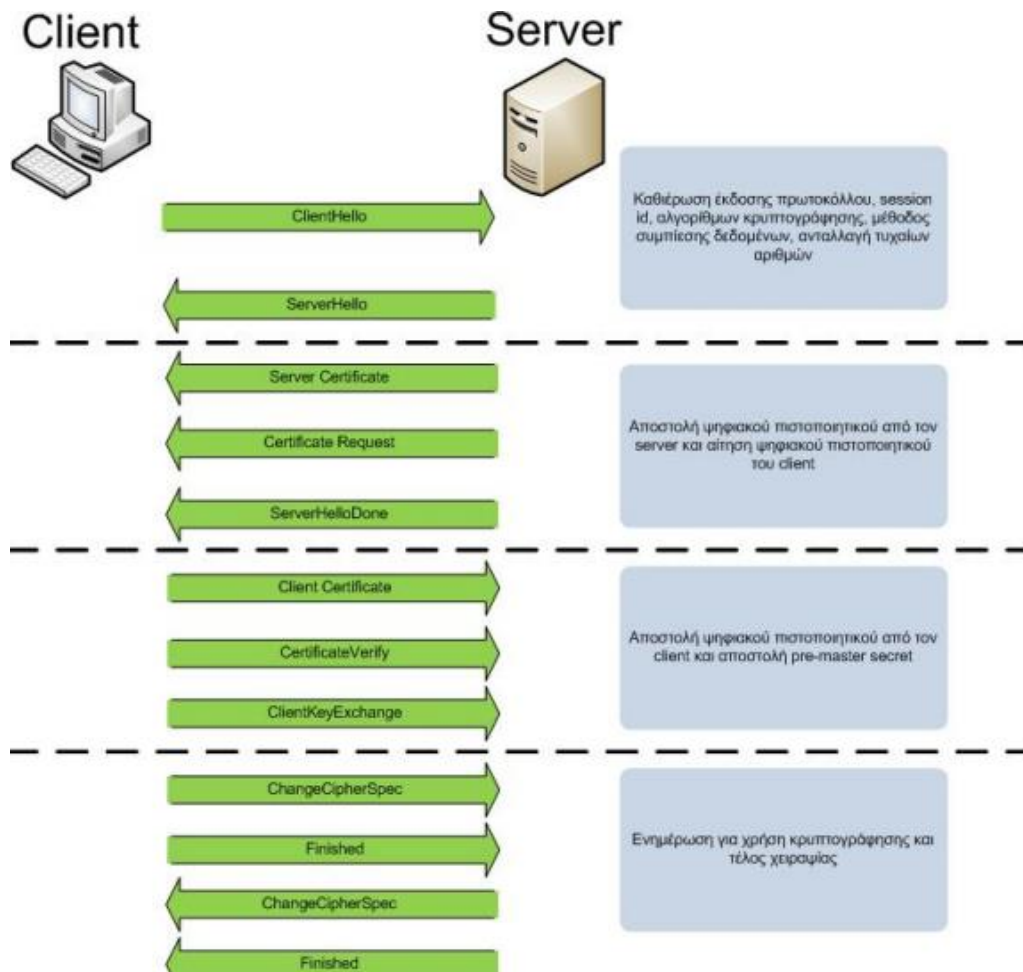 Client
Server
Καθιέρωση έκδοσης πρωτοκόλλου, session
id, αλγορίθμων κρυπτογράφησης, μέθοδος
συμπίεσης δεδομένων, ανταλλαγή τυχαίων
αριθμών
ClientHello
ServerHello
Server Certificate
Certificate Request
ServerHelloDone
Αποστολή ψηφιακού πιστοποιητικού από τον
server και αίτηση ψηφιακού πιστοποιητικού
του client
Client Certificate
CertificateVerify
ClientKeyExchange
Αποστολή ψηφιακού πιστοποιητικού από τον
client και αποστολή pre-master secret
ChangeCipherSpec
Finished
ChangeCipherSpec
Finished
Ενημέρωση για χρήση κρυπτογράφησης και
τέλος χειραψίας